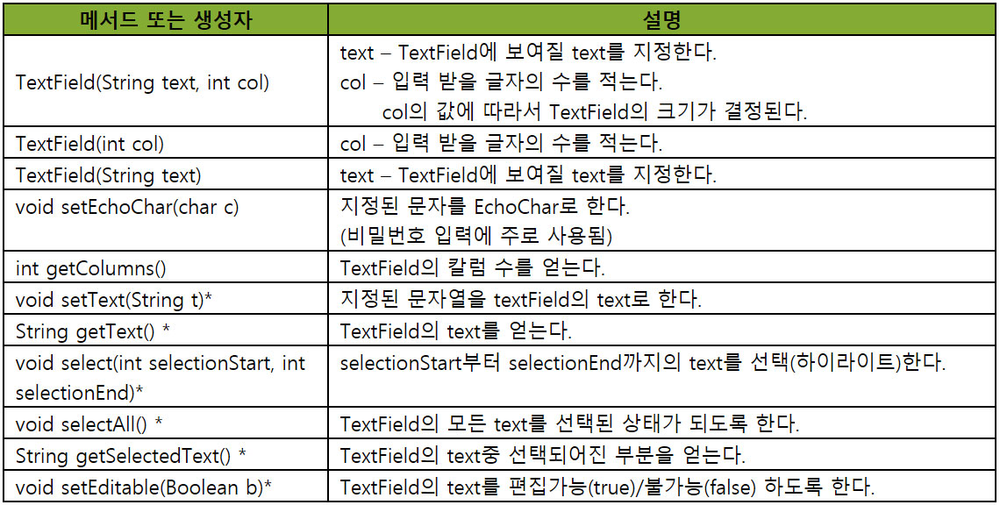 메서드 또는 생성자
설명
TextField(String text, int col)
text – TextField에 보여질 text를 지정한다.
col – 입력 받을 글자의 수를 적는다.
col의 값에 따라서 TextField의 크기가 결정된다.
TextField(int col)
col – 입력 받을 글자의 수를 적는다.
TextField(String text)
text – TextField에 보여질 text를 지정한다.
void setEchoChar(char c)
지정된 문자를 EchoChar로 한다.
(비밀번호 입력에 주로 사용됨)
int getColumns()
TextField의 칼럼 수를 얻는다.
void setText(String t)*
지정된 문자열을 textField의 text로 한다.
String getText() *
TextField의 text를 얻는다.
void select(int selectionStart, int
selectionEnd)*
selectionStart부터 selectionEnd까지의 text를 선택(하이라이트)한다.
void selectAll() *
TextField의 모든 text를 선택된 상태가 되도록 한다.
String getSelectedText() *
TextField의 text중 선택되어진 부분을 얻는다.
void setEditable(Boolean b)*
TextField의 text를 편집가능(true)/불가능(false) 하도록 한다.